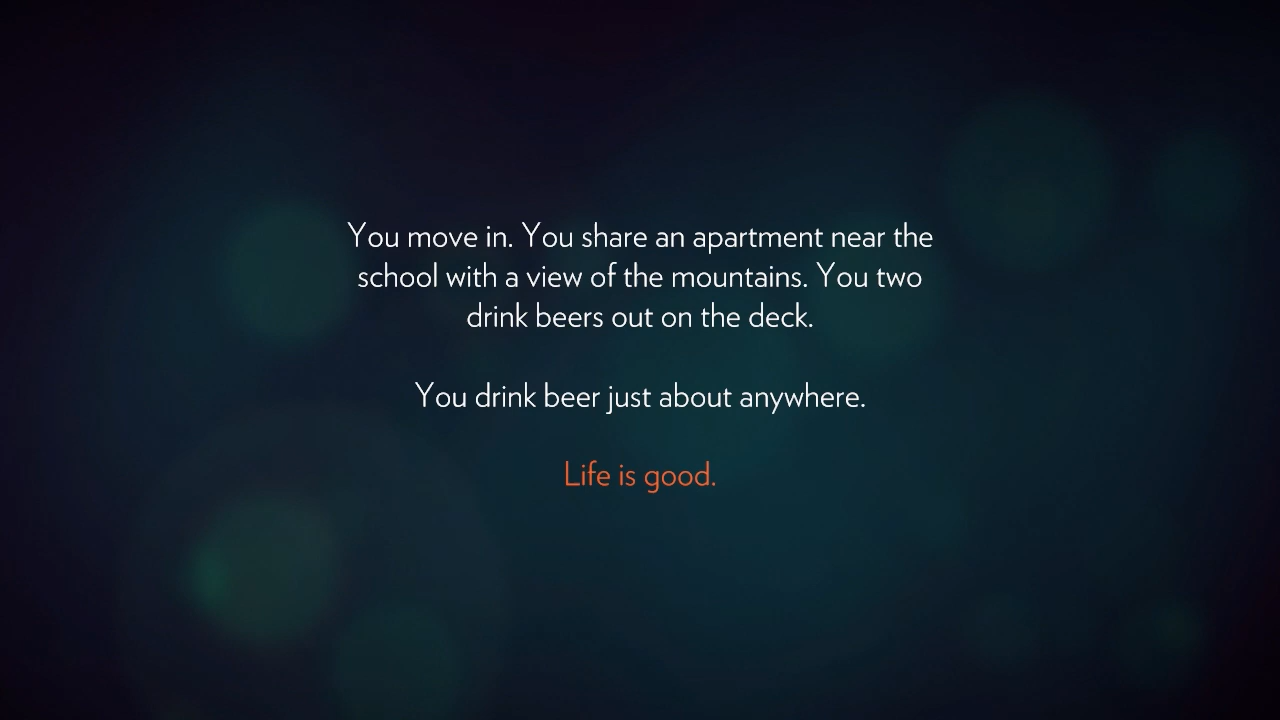 You move in. You share an apartment near the
school with a view of the mountains. You two
drink beers out on the deck.
You drink beer just about anywhere.
Life is good.